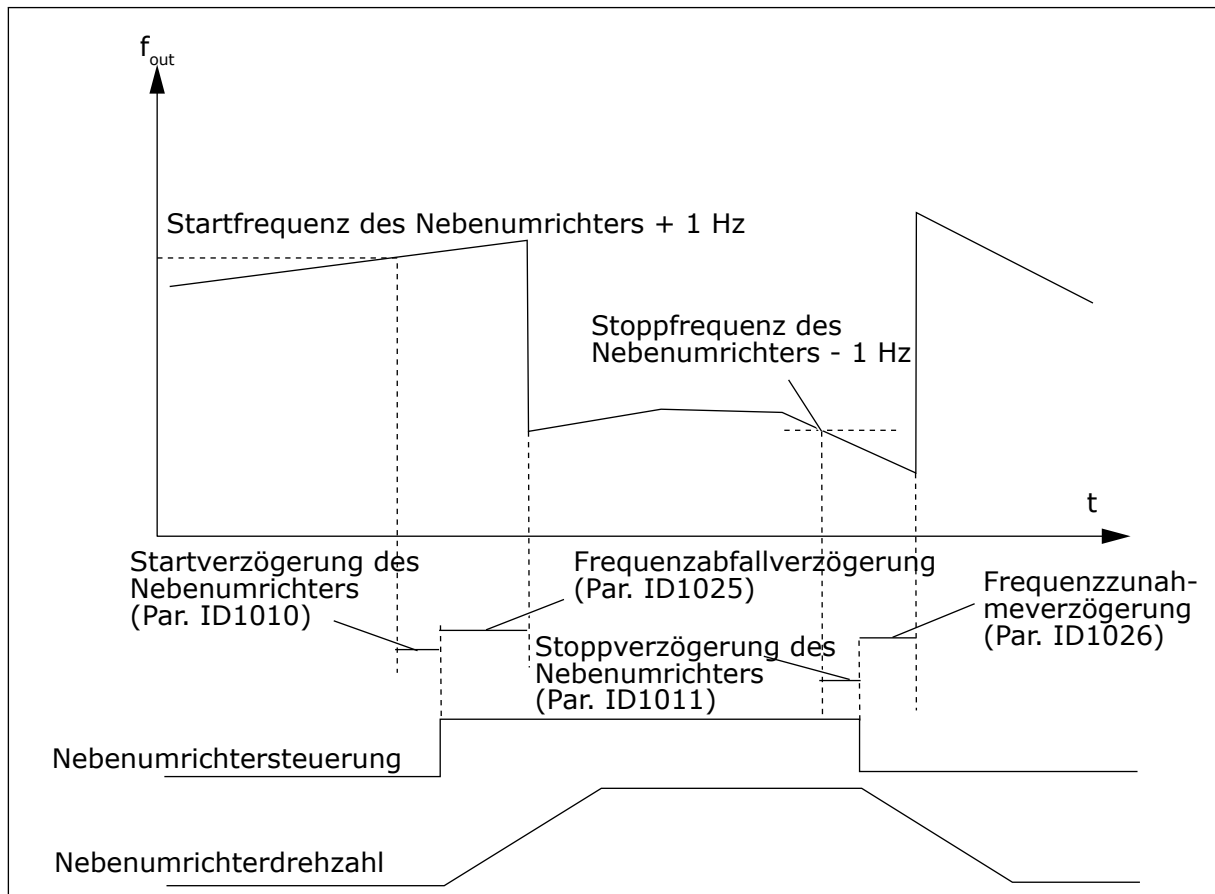 fout
Startfrequenz des Nebenumrichters + 1 Hz
Stoppfrequenz des
Nebenumrichters - 1 Hz
t
Startverzögerung des
Nebenumrichters
(Par. ID1010)
Frequenzabfallverzögerung
(Par. ID1025)
Frequenzzunah-
meverzögerung
(Par. ID1026)
Stoppverzögerung des
Nebenumrichters
(Par. ID1011)
Nebenumrichtersteuerung
Nebenumrichterdrehzahl